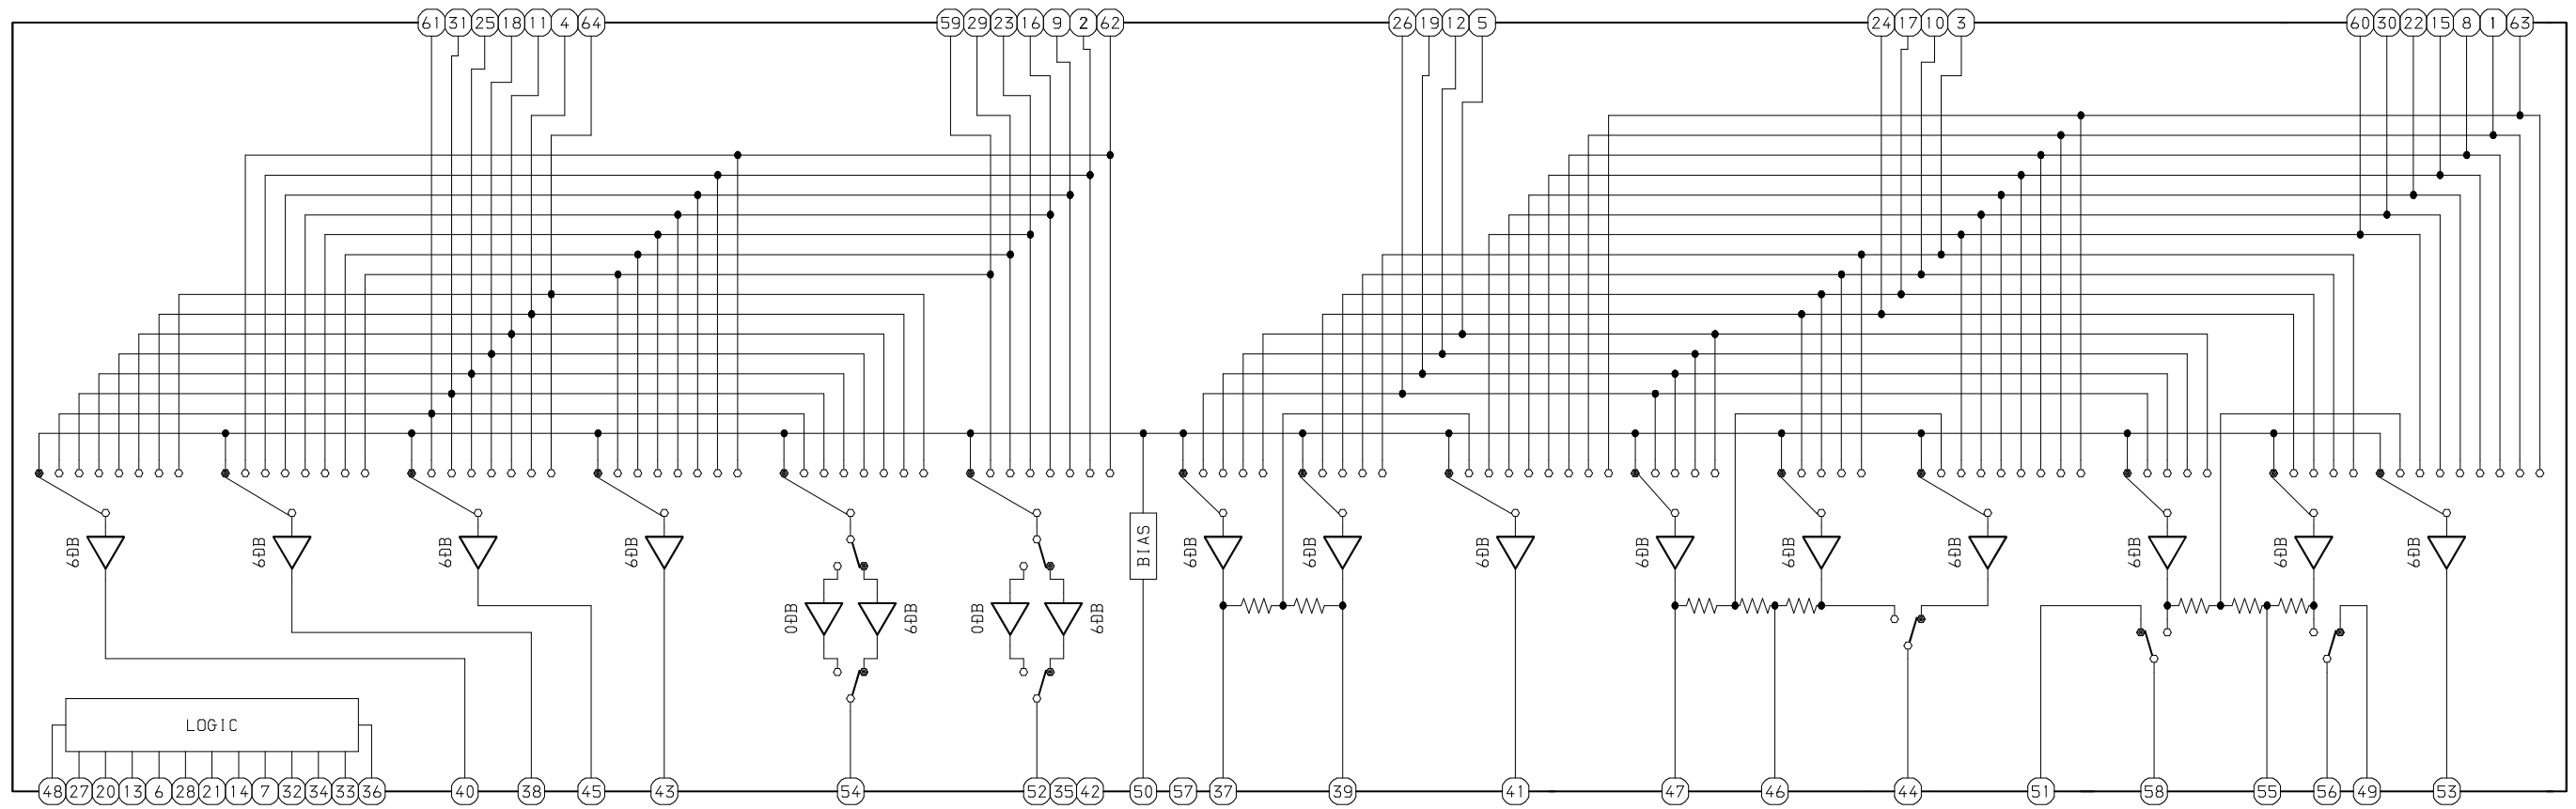 61 31 25 18 11 4 64 59 29 23 16 9 2 62 26 19 12 5 24 17 10 3 60 30 22 15 8 1 63
6DB 6DB 6DB 6DB BIAS 6DB 6DB 6DB 6DB 6DB 6DB 6DB 6DB 6DB
0DB 6DB 0DB 6DB
LOGIC
48 27 20 13 6 28 21 14 7 32 34 33 36 40 38 45 43 54 52 35 42 50 57 37 39 41 47 46 44 51 58 55 56 49 53